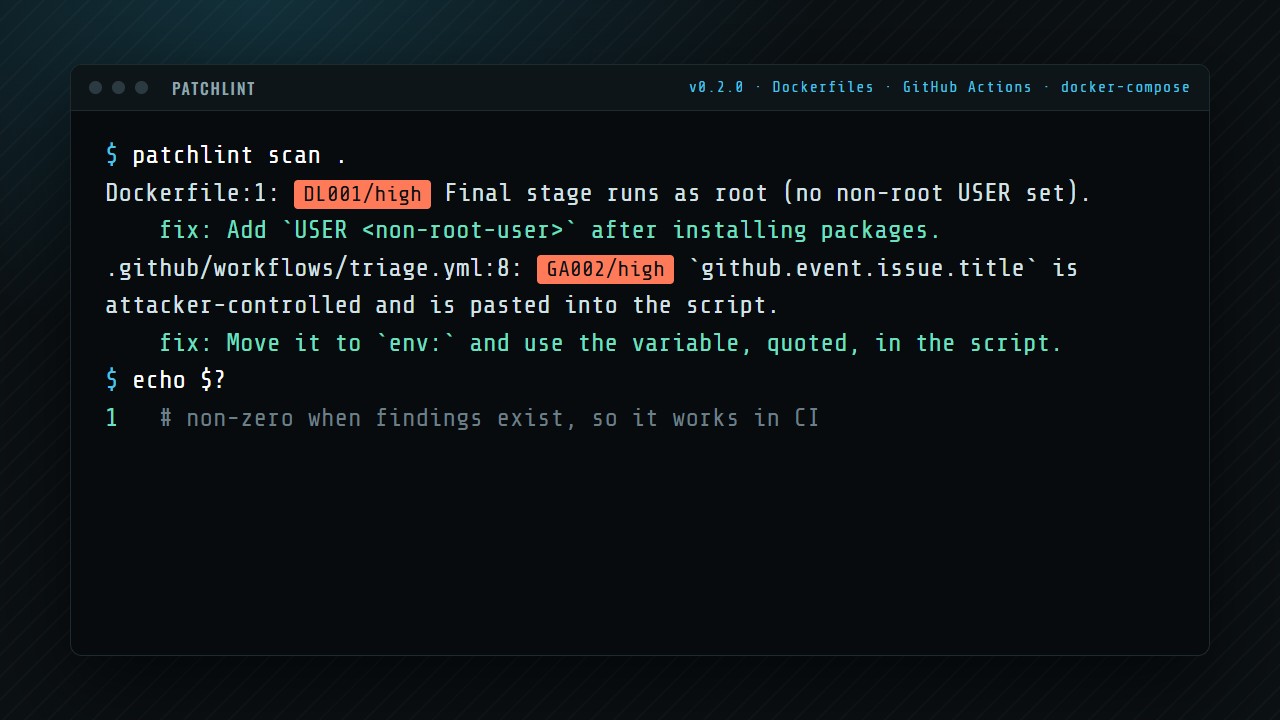 PATCHLINT
v0.2.0 · Dockerfiles · GitHub Actions · docker-compose
$ patchlint scan .
Dockerfile:1: DL001/high Final stage runs as root (no non-root USER set).
fix: Add `USER <non-root-user>` after installing packages.
.github/workflows/triage.yml:8: GA002/high `github.event.issue.title` is
attacker-controlled and is pasted into the script.
fix: Move it to `env:` and use the variable, quoted, in the script.
$ echo $?
1 # non-zero when findings exist, so it works in CI